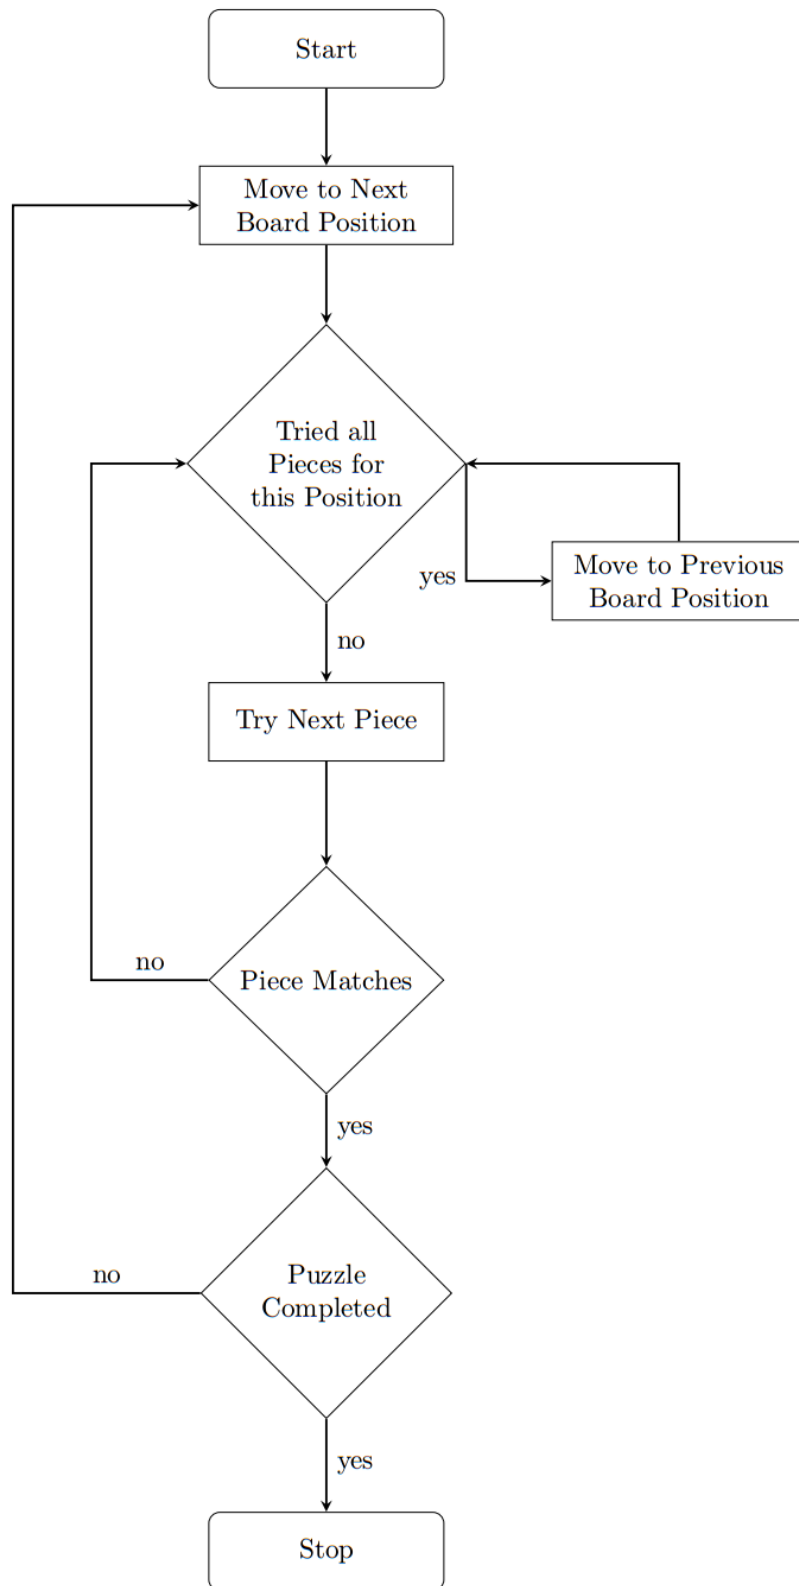 Start
Move to Next
Board Position
Tried all
Pieces for
this Position
yes
Move to Previous
Board Position
no
Try Next Piece
no
Piece Matches
yes
no
Puzzle
Completed
yes
Stop